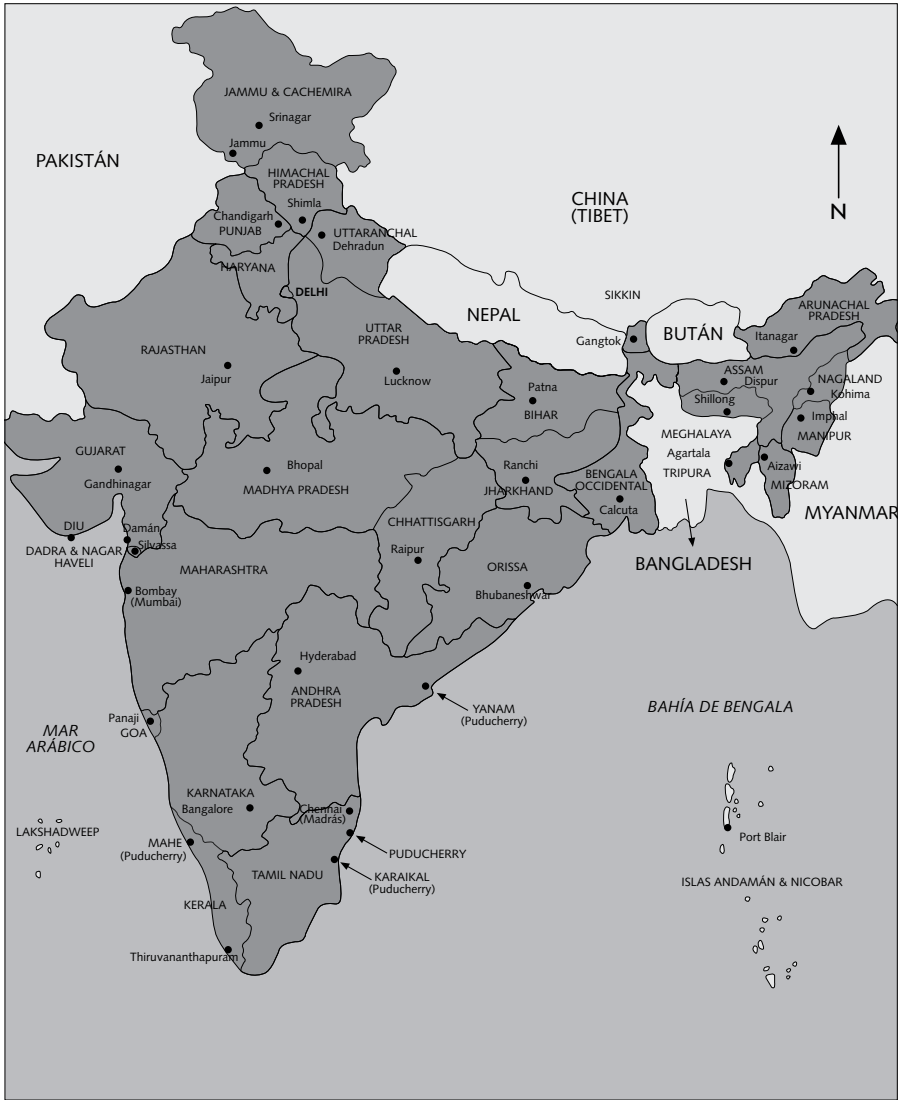 JAMMU & CACHEMIRA
Srinagar
Jammu
PAKISTÁN
HIMACHAL
PRADESH
CHINA
(TIBET)
N
Shimla
Chandigarh
PUNJAB
UTTARANCHAL
Dehradun
HARYANA
DELHI
SIKKIN
NEPAL
ARUNACHAL
PRADESH
UTTAR
PRADESH
Gangtok
BUTÁN
Itanagar
RAJASTHAN
Jaipur
Lucknow
ASSAM
Dispur
NAGALAND
Kohima
Patna
BIHAR
Shillong
Imphal
MANIPUR
MEGHALAYA
Agartala
TRIPURA
GUJARAT
Gandhinagar
Bhopal
MADHYA PRADESH
Ranchi
JHARKHAND
BENGALA
OCCIDENTAL
Calcuta
Aizawi
MIZORAM
MYANMAR
DIU
Damán
Silvassa
DADRA & NAGAR
HAVELI
CHHATTISGARH
Raipur
MAHARASHTRA
ORISSA
Bhubaneshwar
BANGLADESH
Bombay
(Mumbai)
Hyderabad
ANDHRA
PRADESH
YANAM
(Puducherry)
BAHÍA DE BENGALA
Panaji
GOA
MAR
ARÁBICO
KARNATAKA
Bangalore
Chennai
(Madrás)
LAKSHADWEEP
MAHE
(Puducherry)
PUDUCHERRY
Port Blair
TAMIL NADU
KARAIKAL
(Puducherry)
ISLAS ANDAMÁN & NICOBAR
KERALA
Thiruvananthapuram